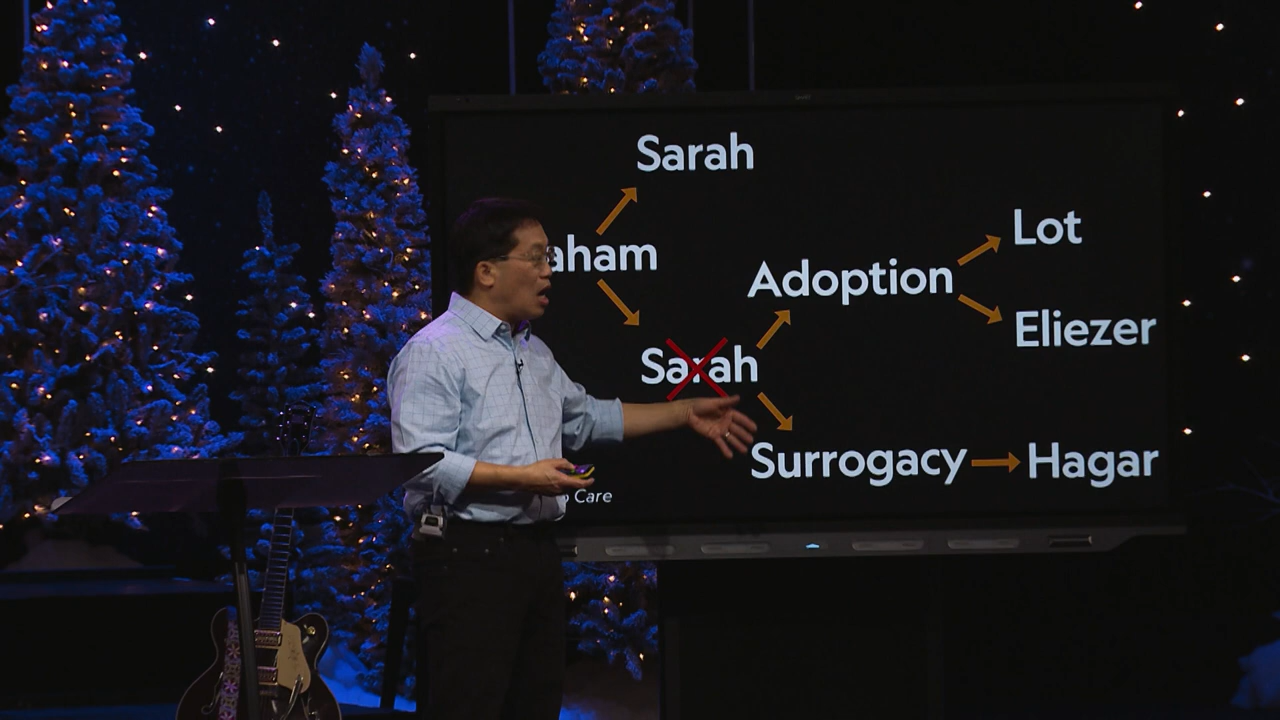 Sarah
aham
Lot
Adoption
Eliezer
Sarah
Surrogacy
Hagar
Care